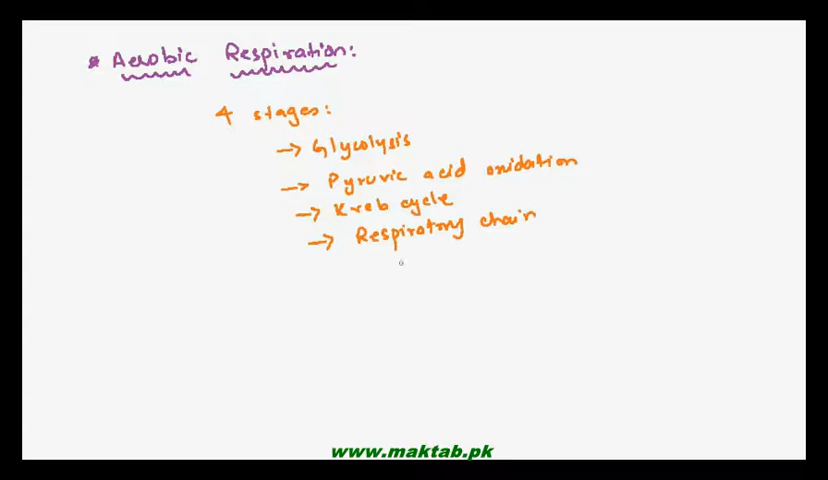 * Aerobic Respiration:
4 stages:
→ Glycolysis
→ Pyruvic acid oxidation
→ Kreb cycle
→ Respiratory chain
www.maktab.pk